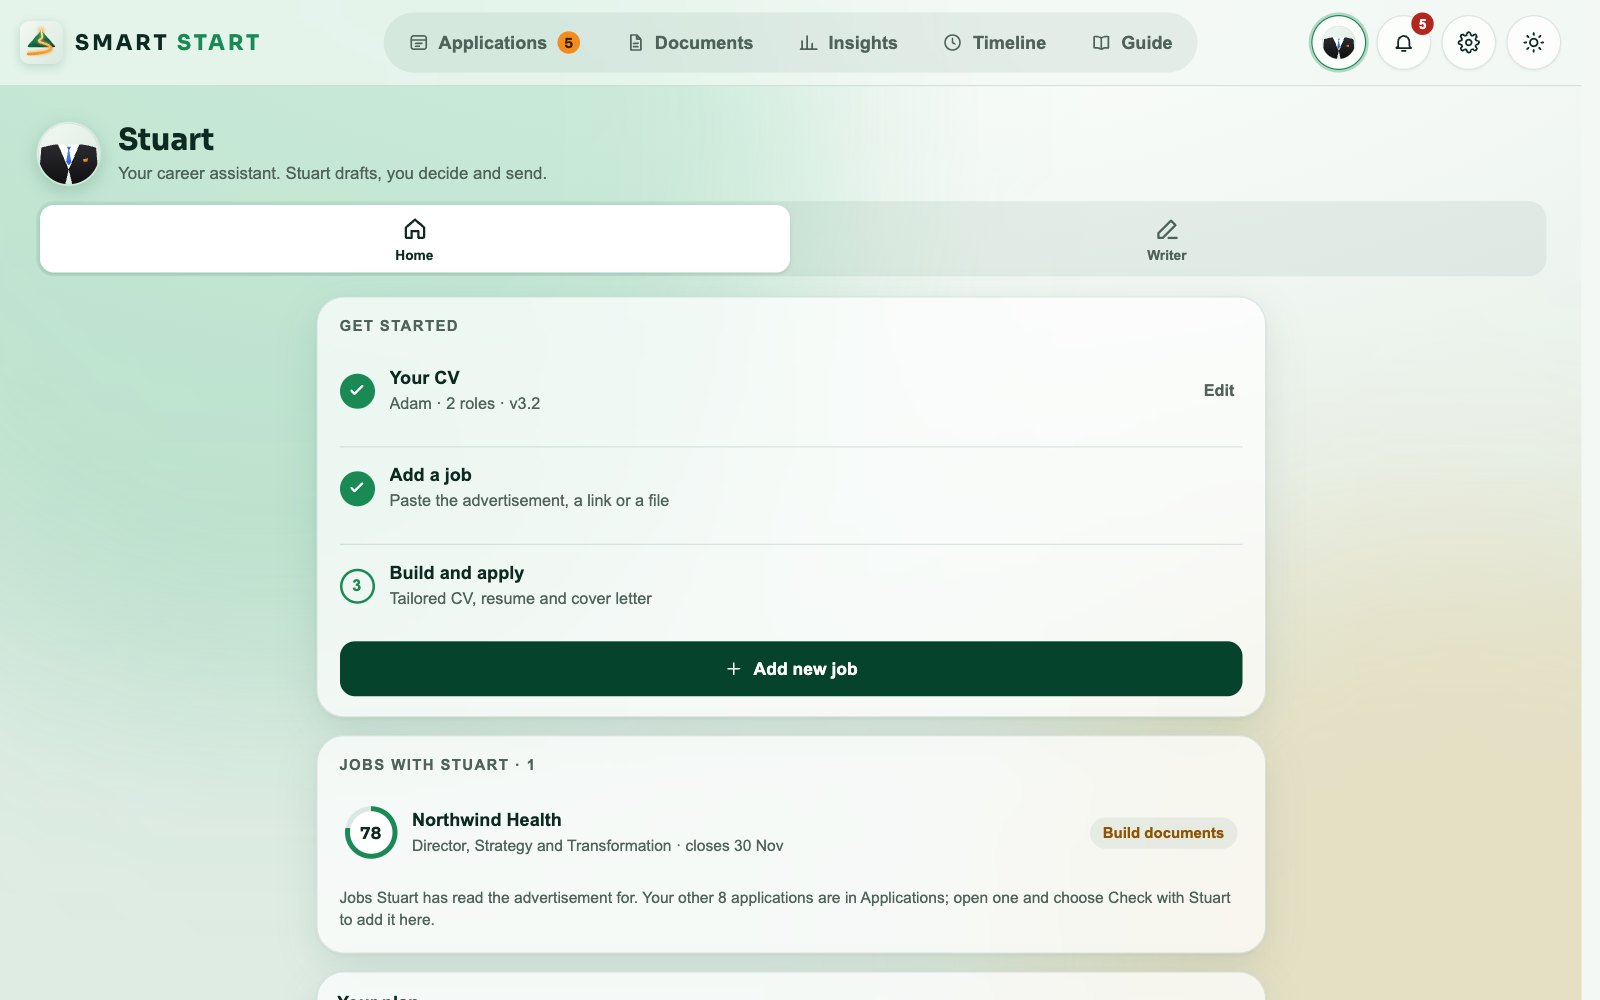 SMART START
Applications 5
Documents
Insights
Timeline
Guide
5
Stuart
Your career assistant. Stuart drafts, you decide and send.
Home
Writer
GET STARTED
Your CV
Adam · 2 roles · v3.2
Edit
Add a job
Paste the advertisement, a link or a file
3
Build and apply
Tailored CV, resume and cover letter
+ Add new job
JOBS WITH STUART · 1
78
Northwind Health
Director, Strategy and Transformation · closes 30 Nov
Build documents
Jobs Stuart has read the advertisement for. Your other 8 applications are in Applications; open one and choose Check with Stuart
to add it here.
Your plan